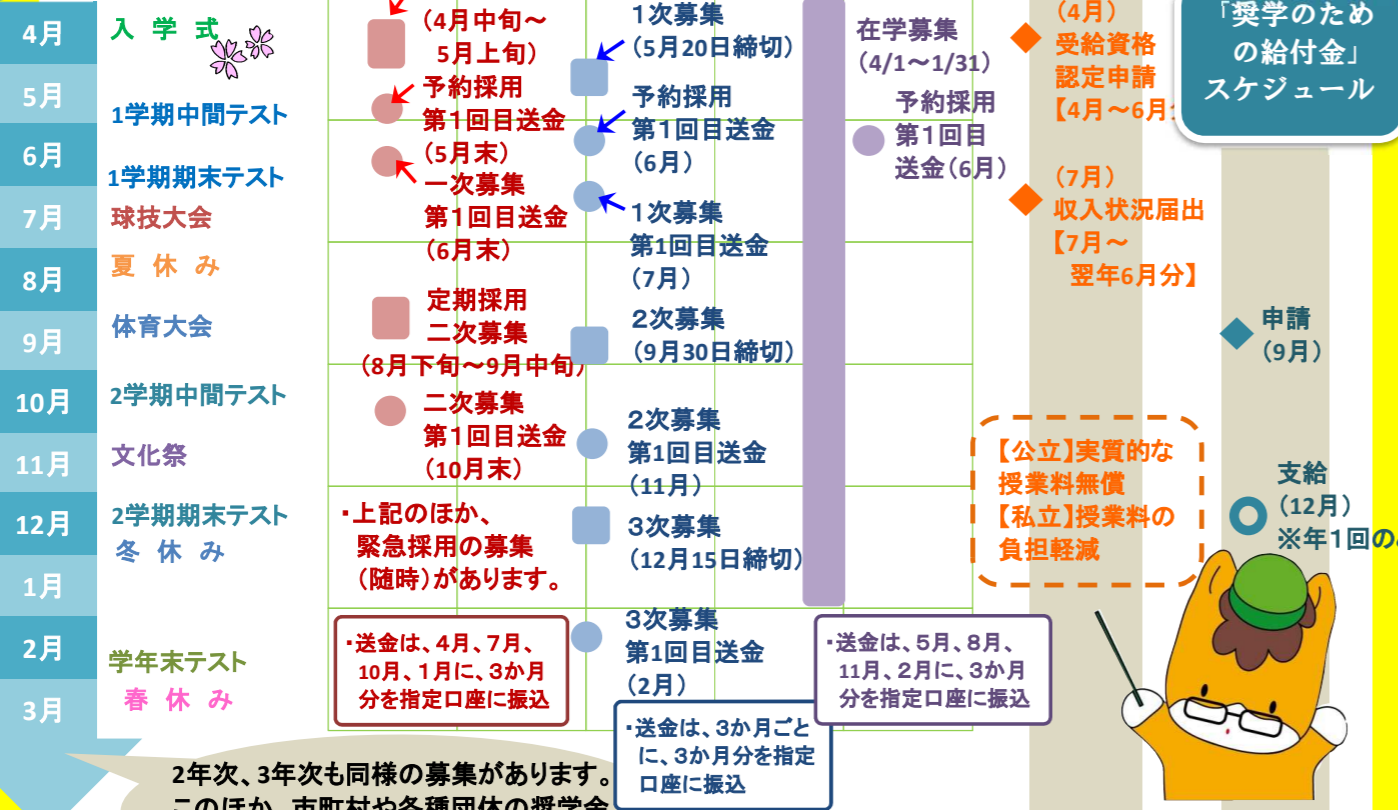 4月
5月
6月
7月
8月
9月
10月
11月
12月
1月
2月
3月
入 学 式
1学期中間テスト
1学期期末テスト
球技大会
夏 休 み
体育大会
2学期中間テスト
文化祭
2学期期末テスト
冬 休 み
学年末テスト
春 休 み
(4月中旬～
5月上旬)
予約採用
第1回目送金
(5月末)
一次募集
第1回目送金
(6月末)
定期採用
二次募集
(8月下旬～9月中旬)
二次募集
第1回目送金
(10月末)
・上記のほか、
緊急採用の募集
(随時)があります。
・送金は、4月、7月、
10月、1月に、3か月
分を指定口座に振込
1次募集
(5月20日締切)
予約採用
第1回目送金
(6月)
1次募集
第1回目送金
(7月)
2次募集
(9月30日締切)
2次募集
第1回目送金
(11月)
3次募集
(12月15日締切)
3次募集
第1回目送金
(2月)
・送金は、3か月ごと
に、3か月分を指定
口座に振込
在学募集
(4/1～1/31)
予約採用
第1回目
送金(6月)
・送金は、5月、8月、
11月、2月に、3か月
分を指定口座に振込
(4月)
受給資格
認定申請
【4月～6月
(7月)
収入状況届出
【7月～
翌年6月分】
【公立】実質的な
授業料無償
【私立】授業料の
負担軽減
「奨学のため
の給付金」
スケジュール
申請
(9月)
支給
(12月)
※年1回の
2年次、3年次も同様の募集があります。
このほか、市町村や各種団体の奨学金